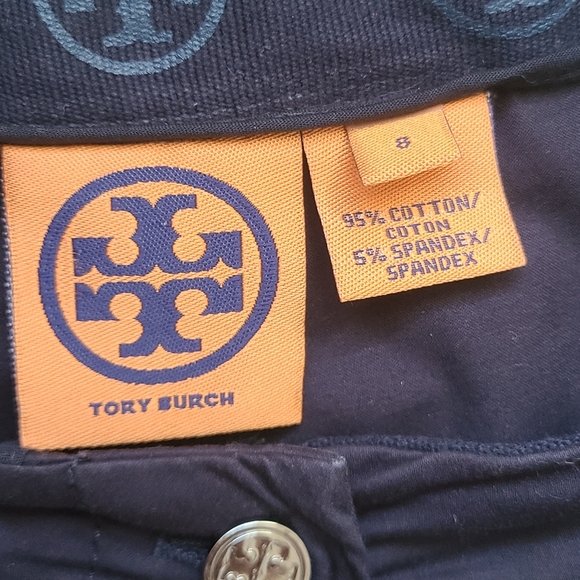 TORY BURCH
8
95% COTTON/
COTON
5% SPANDEX/
SPANDEX